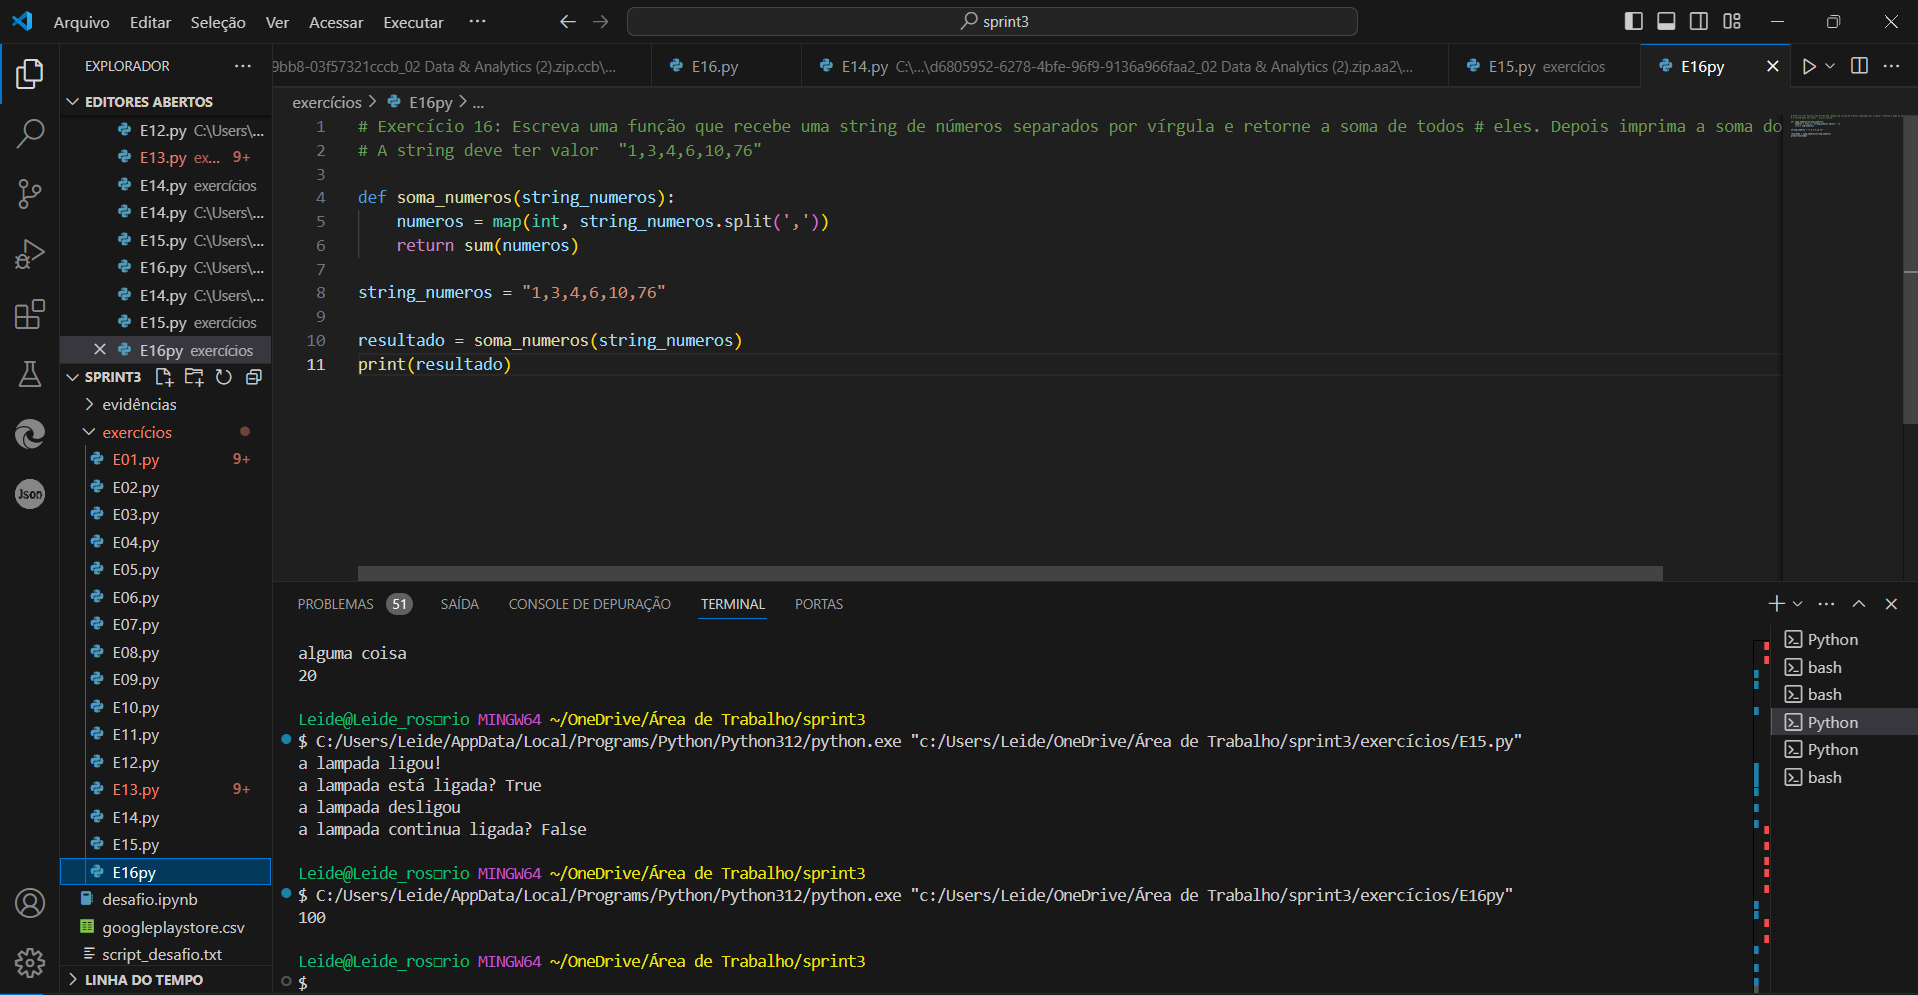 Arquivo Editar Seleção Ver Acessar Executar ··· sprint3
EXPLORADOR ···
9bb8-03f57321cccb_02 Data & Analytics (2).zip.ccb\... E16.py E14.py C:\...\d6805952-6278-4bfe-96f9-9136a966faa2_02 Data & Analytics (2).zip.aa2\... E15.py exercícios E16py
EDITORES ABERTOS
E12.py C:\Users\...
E13.py ex... 9+
E14.py exercícios
E14.py C:\Users\...
E15.py C:\Users\...
E16.py C:\Users\...
E14.py C:\Users\...
E15.py exercícios
E16py exercícios
SPRINT3
evidências
exercícios
E01.py 9+
E02.py
E03.py
E04.py
E05.py
E06.py
E07.py
E08.py
E09.py
E10.py
E11.py
E12.py
E13.py 9+
E14.py
E15.py
E16py
desafio.ipynb
googleplaystore.csv
script_desafio.txt
LINHA DO TEMPO
Json
exercícios > E16py > ...
1 # Exercício 16: Escreva uma função que recebe uma string de números separados por vírgula e retorne a soma de todos # eles. Depois imprima a soma do
2 # A string deve ter valor  "1,3,4,6,10,76"
3
4 def soma_numeros(string_numeros):
5     numeros = map(int, string_numeros.split(','))
6     return sum(numeros)
7
8 string_numeros = "1,3,4,6,10,76"
9
10 resultado = soma_numeros(string_numeros)
11 print(resultado)
PROBLEMAS 51 SAÍDA CONSOLE DE DEPURAÇÃO TERMINAL PORTAS
alguma coisa
20
Leide@Leide_ros□rio MINGW64 ~/OneDrive/Área de Trabalho/sprint3
$ C:/Users/Leide/AppData/Local/Programs/Python/Python312/python.exe "c:/Users/Leide/OneDrive/Área de Trabalho/sprint3/exercícios/E15.py"
a lampada ligou!
a lampada está ligada? True
a lampada desligou
a lampada continua ligada? False
Leide@Leide_ros□rio MINGW64 ~/OneDrive/Área de Trabalho/sprint3
$ C:/Users/Leide/AppData/Local/Programs/Python/Python312/python.exe "c:/Users/Leide/OneDrive/Área de Trabalho/sprint3/exercícios/E16py"
100
Leide@Leide_ros□rio MINGW64 ~/OneDrive/Área de Trabalho/sprint3
$
Python
bash
bash
Python
Python
bash